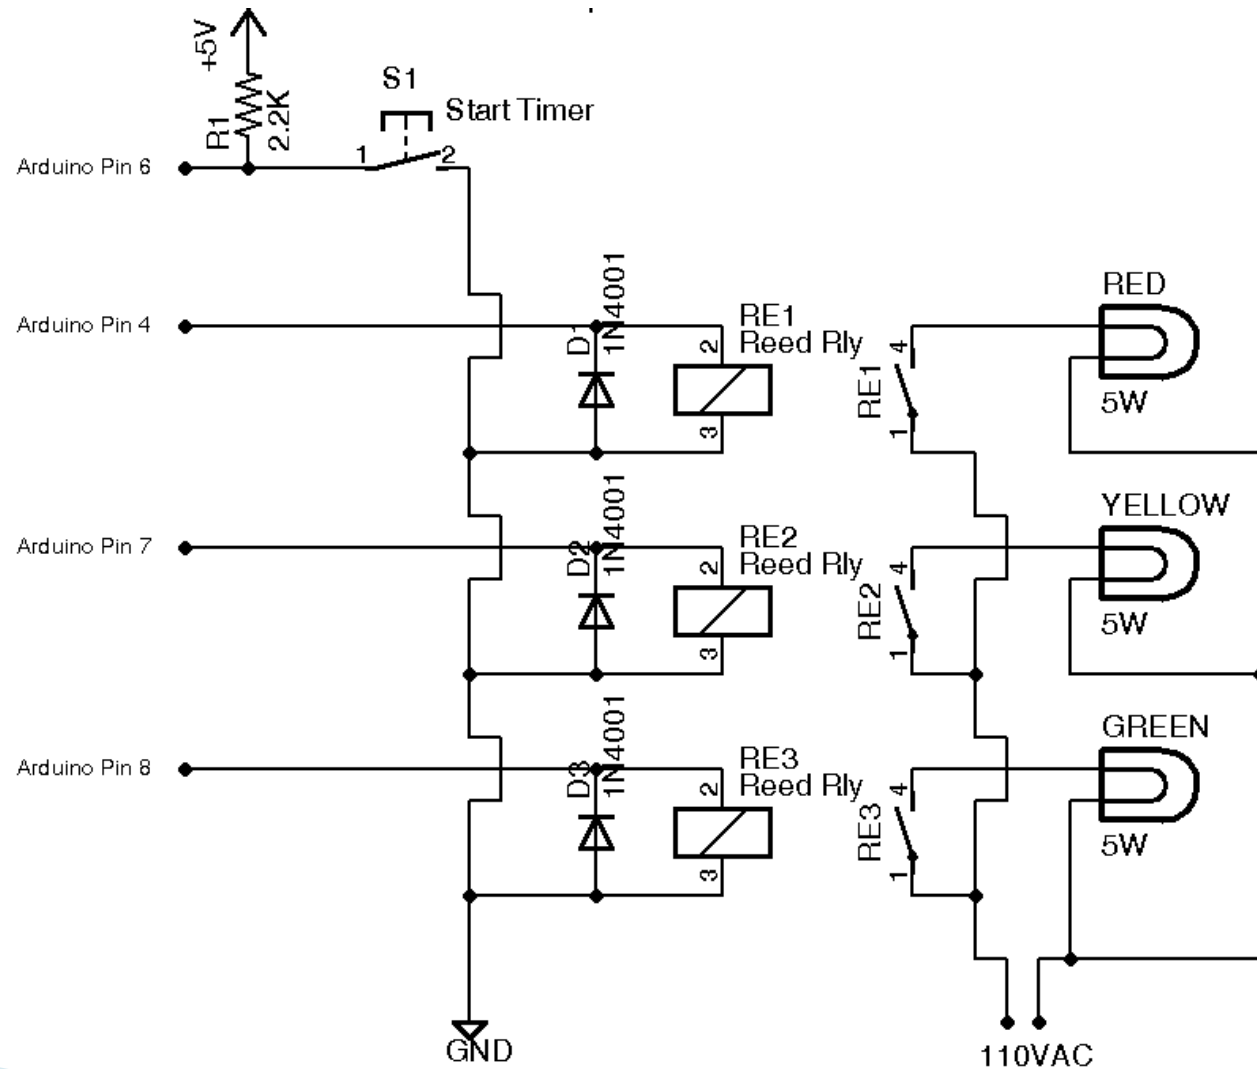 +5V
R1
2.2K
S1
Start Timer
1
2
Arduino Pin 6
Arduino Pin 4
D1
1N4001
RE1
Reed Rly
2
3
RE1
4
1
RED
5W
Arduino Pin 7
D2
1N4001
RE2
Reed Rly
2
3
RE2
4
1
YELLOW
5W
Arduino Pin 8
D3
1N4001
RE3
Reed Rly
2
3
RE3
4
1
GREEN
5W
GND
110VAC